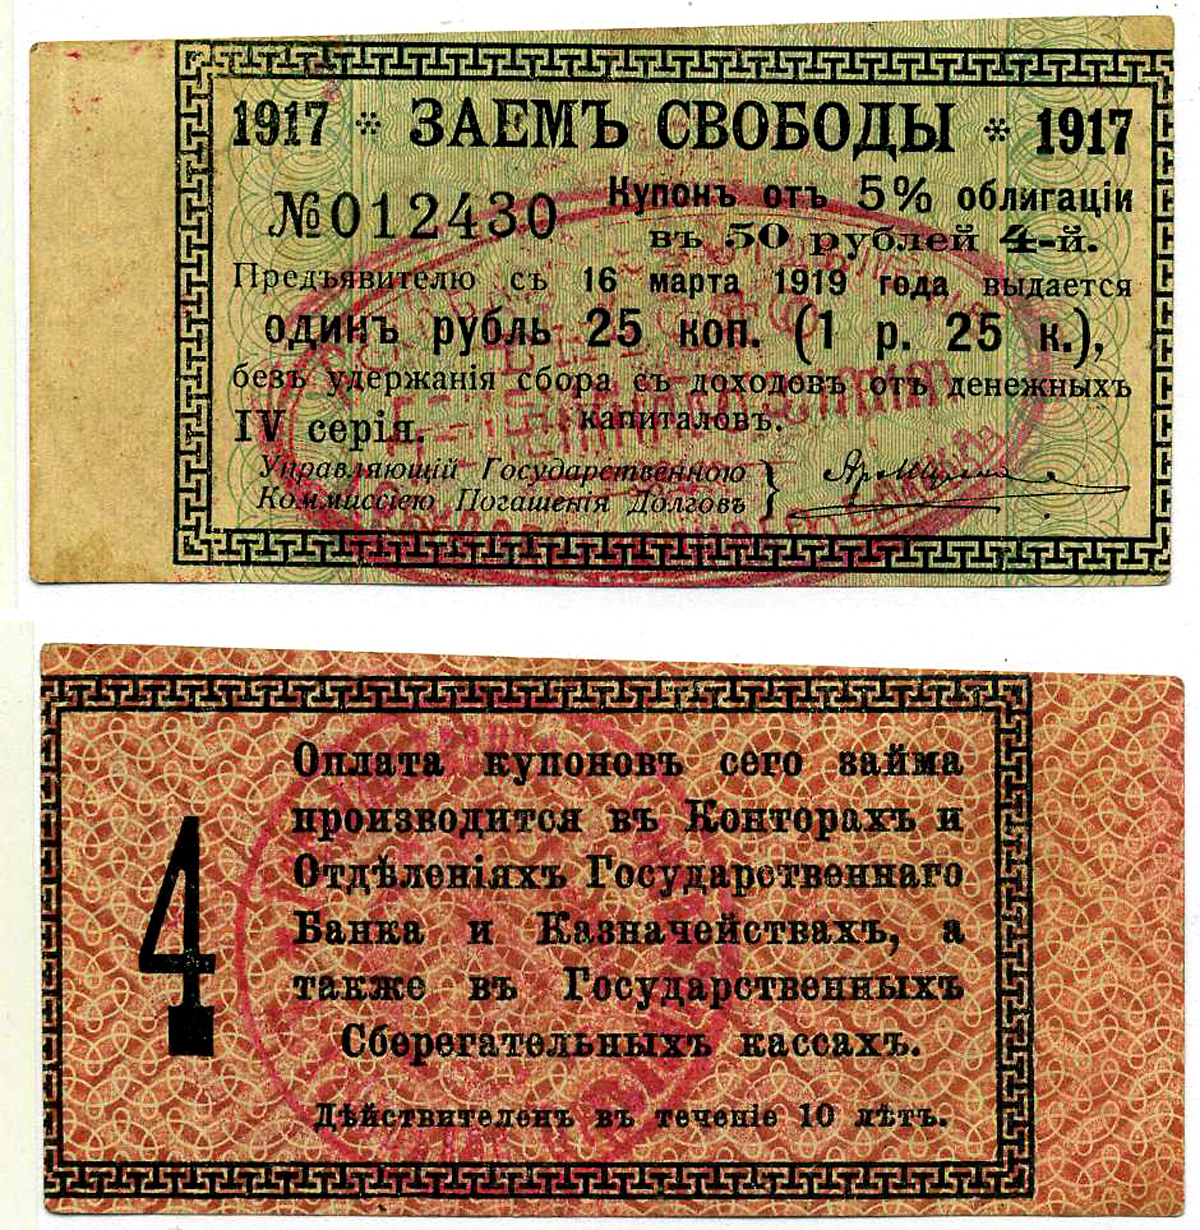 1917 * ЗАЕМЪ СВОБОДЫ * 1917
№012430
Купонъ отъ 5% облигаціи
въ 50 рублей 4-й.
Предъявителю съ 16 марта 1919 года выдается
одинъ рубль 25 коп. (1 р. 25 к.),
безъ удержанія сбора съ доходовъ отъ денежныхъ
капиталовъ.
IV серія.
Управляющій Государственною
Коммиссіею Погашенія Долговъ
4
Оплата купоновъ сего займа
производится въ Конторахъ и
Отдѣленіяхъ Государственнаго
Банка и Казначействахъ, а
также въ Государственныхъ
Сберегательныхъ кассахъ.
Дѣйствителенъ въ теченіе 10 лѣтъ.